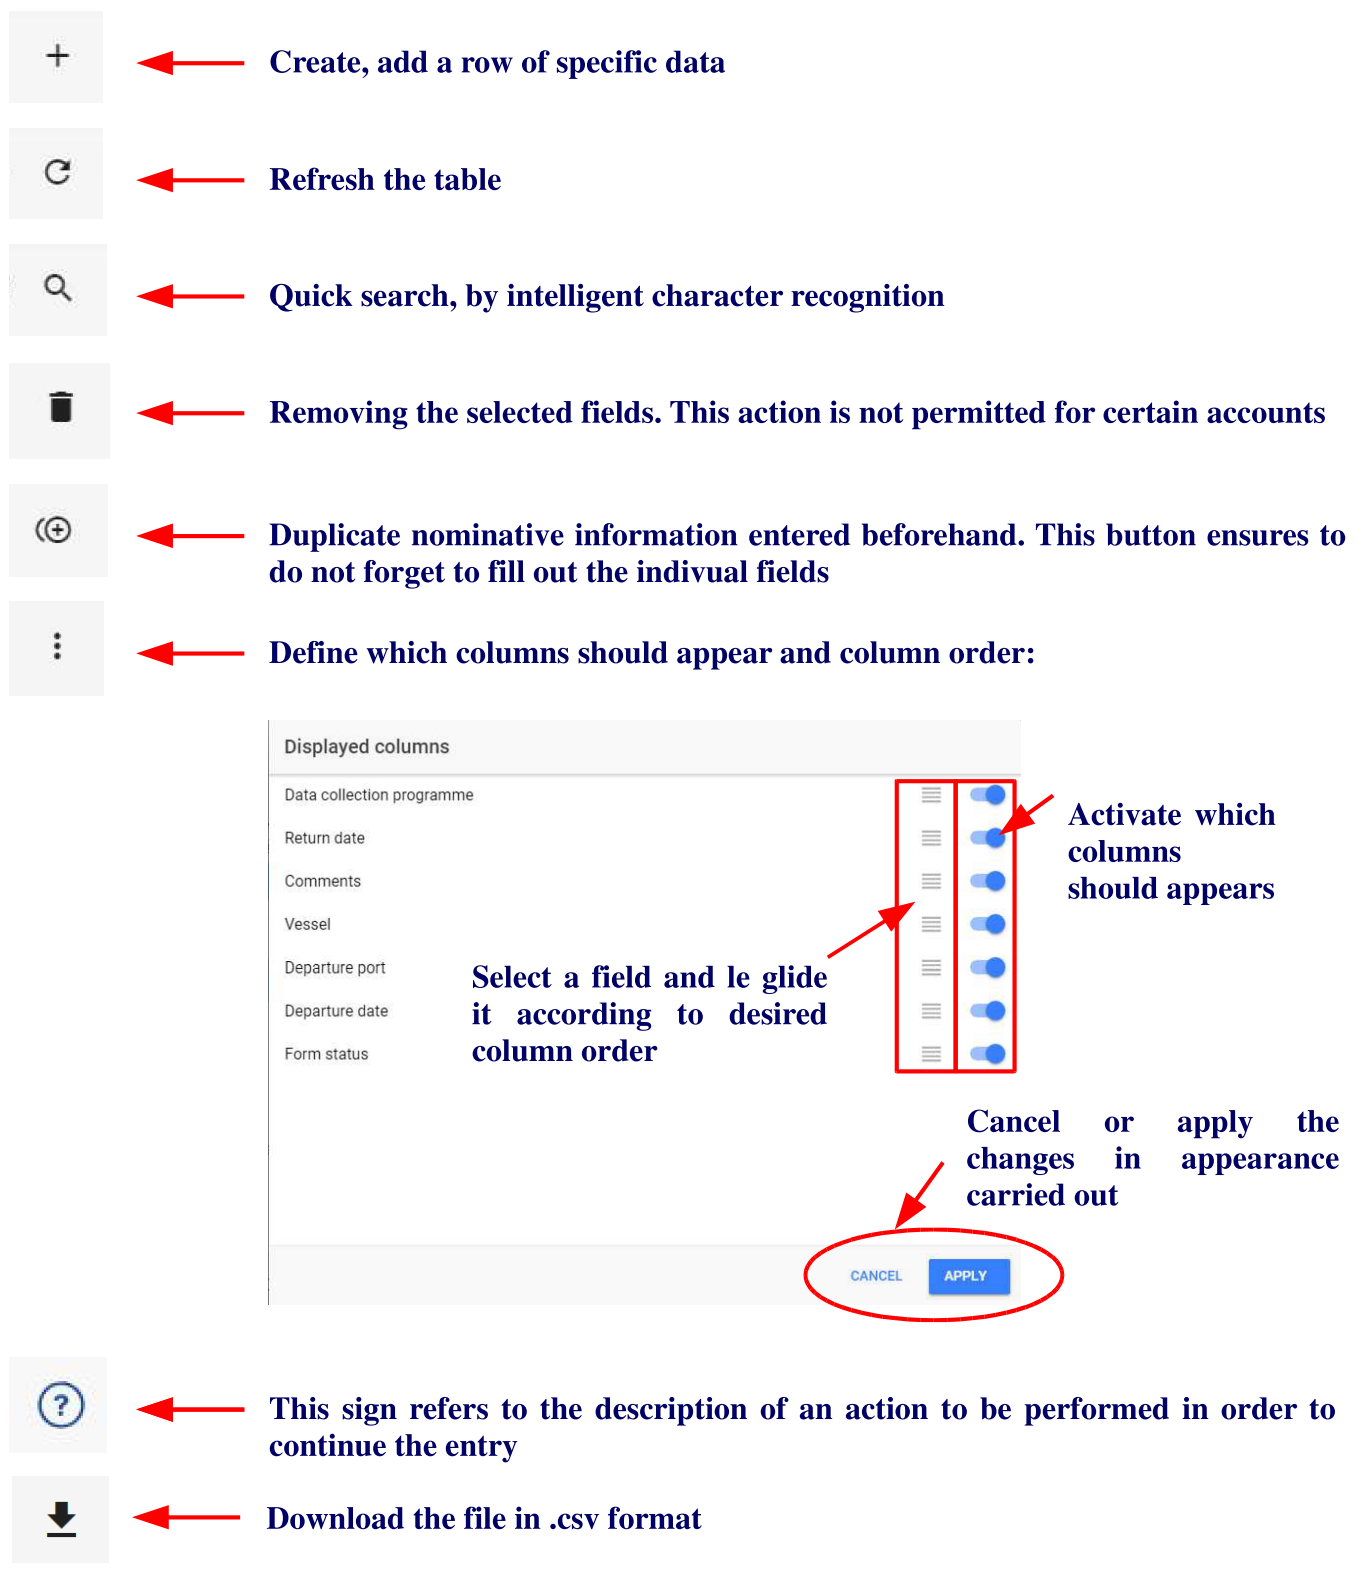 Create, add a row of specific data
Refresh the table
Quick search, by intelligent character recognition
Removing the selected fields. This action is not permitted for certain accounts
Duplicate nominative information entered beforehand. This button ensures to
do not forget to fill out the indivual fields
Define which columns should appear and column order:
Displayed columns
Data collection programme
Return date
Comments
Vessel
Departure port
Departure date
Form status
Activate which
columns
should appears
Select a field and le glide
it according to desired
column order
Cancel or apply the
changes in appearance
carried out
CANCEL
APPLY
?
This sign refers to the description of an action to be performed in order to
continue the entry
Download the file in .csv format